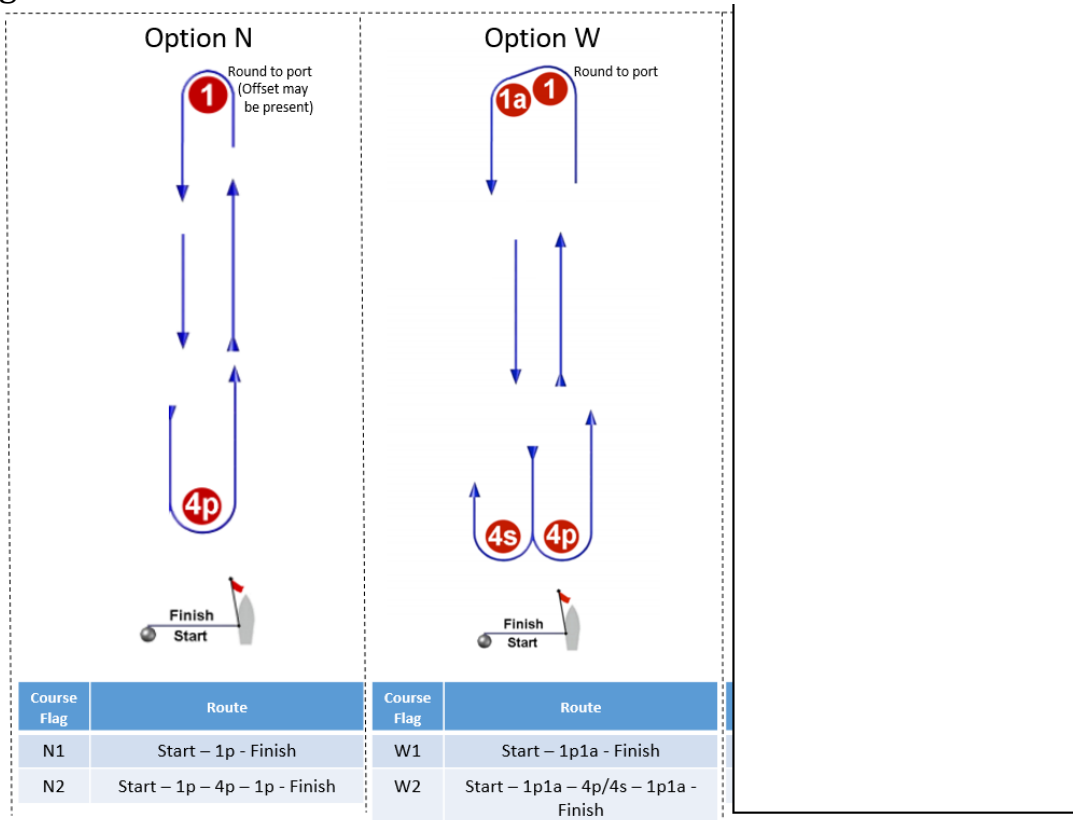 Option N
1
Round to port
(Offset may
be present)
4p
Finish
Start
Course
Flag
Route
N1
Start – 1p - Finish
N2
Start – 1p – 4p – 1p - Finish
Option W
1a
1
Round to port
4s
4p
Finish
Start
Course
Flag
Route
W1
Start – 1p1a - Finish
W2
Start – 1p1a – 4p/4s – 1p1a -
Finish